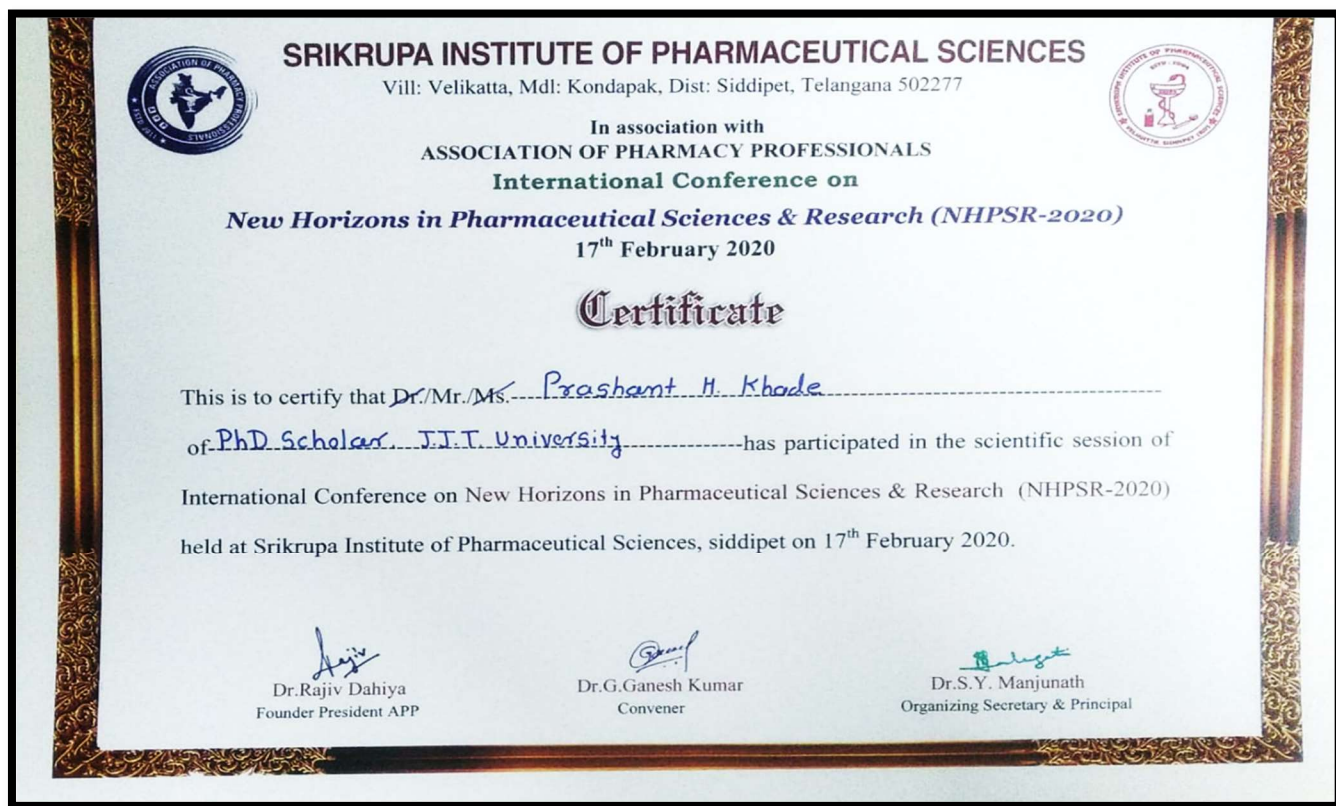 SRIKRUPA INSTITUTE OF PHARMACEUTICAL SCIENCES
Vill: Velikatta, Mdl: Kondapak, Dist: Siddipet, Telangana 502277
In association with
ASSOCIATION OF PHARMACY PROFESSIONALS
International Conference on
New Horizons in Pharmaceutical Sciences & Research (NHPSR-2020)
17th February 2020
Certificate
This is to certify that Dr./Mr./Ms. Prashant H. Khade
of PhD Scholar. J.J.T. University has participated in the scientific session of
International Conference on New Horizons in Pharmaceutical Sciences & Research (NHPSR-2020)
held at Srikrupa Institute of Pharmaceutical Sciences, siddipet on 17th February 2020.
Dr.Rajiv Dahiya
Founder President APP
Dr.G.Ganesh Kumar
Convener
Dr.S.Y. Manjunath
Organizing Secretary & Principal
ASSOCIATION OF PHARMACY PROFESSIONALS